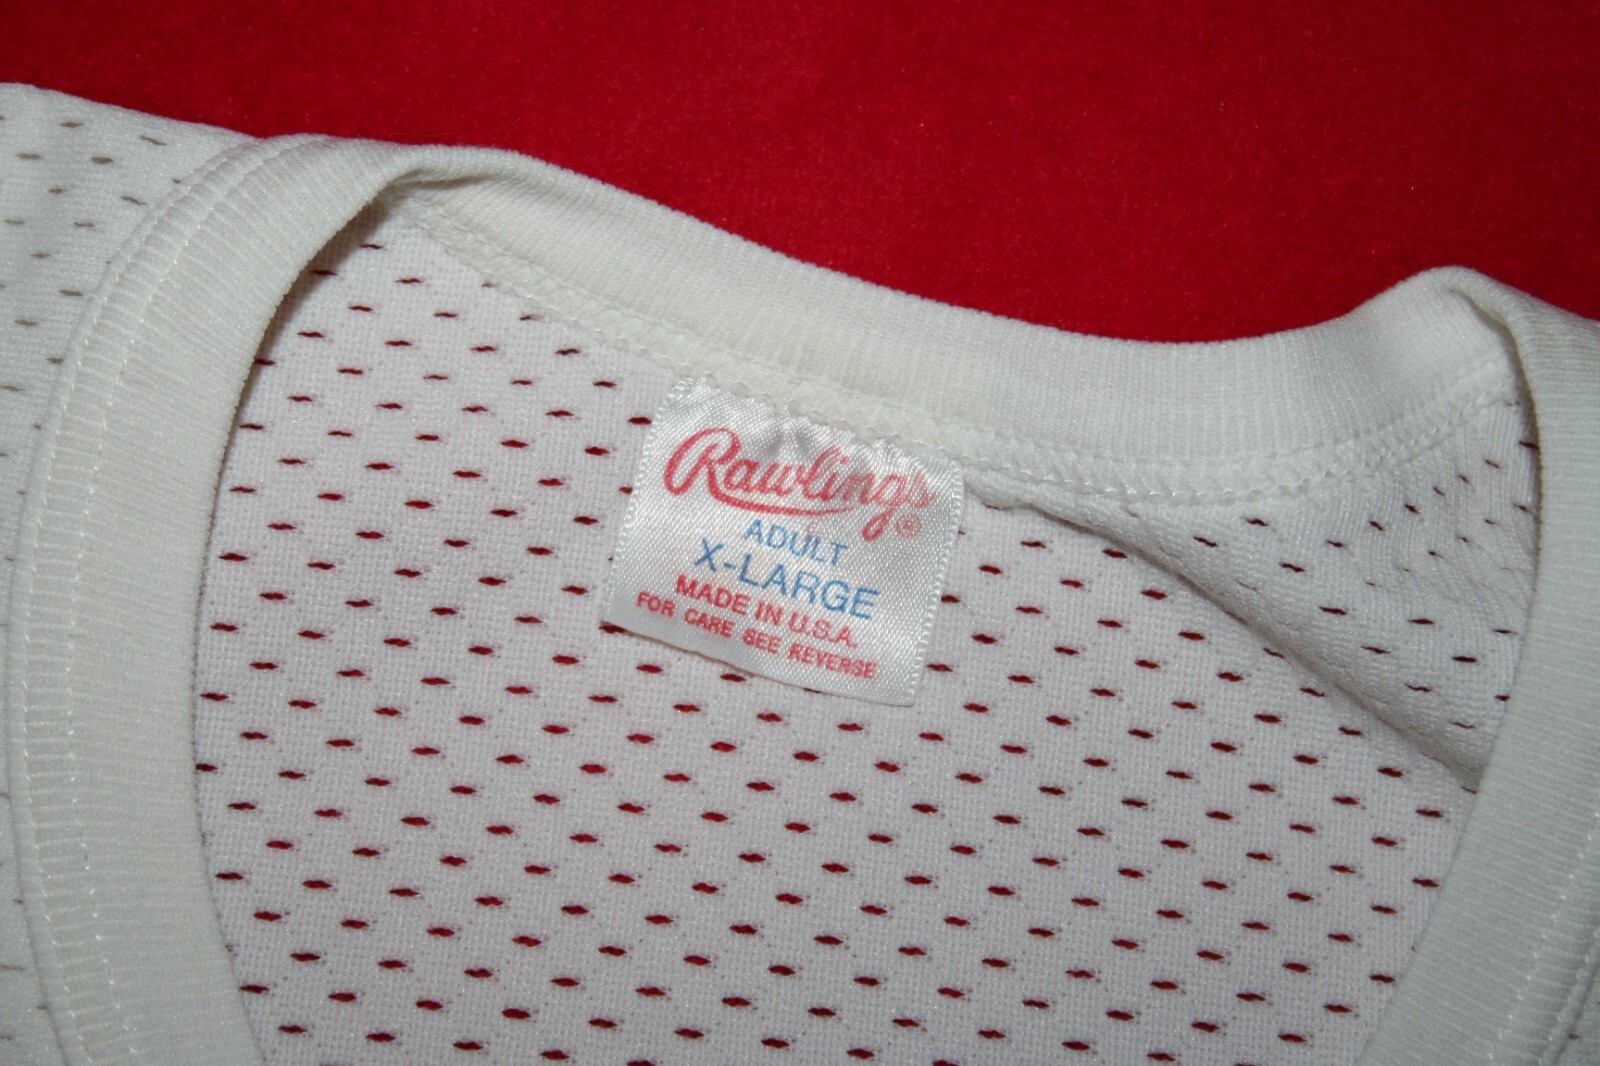 Rawlings®
ADULT
X-LARGE
MADE IN U.S.A.
FOR CARE SEE REVERSE